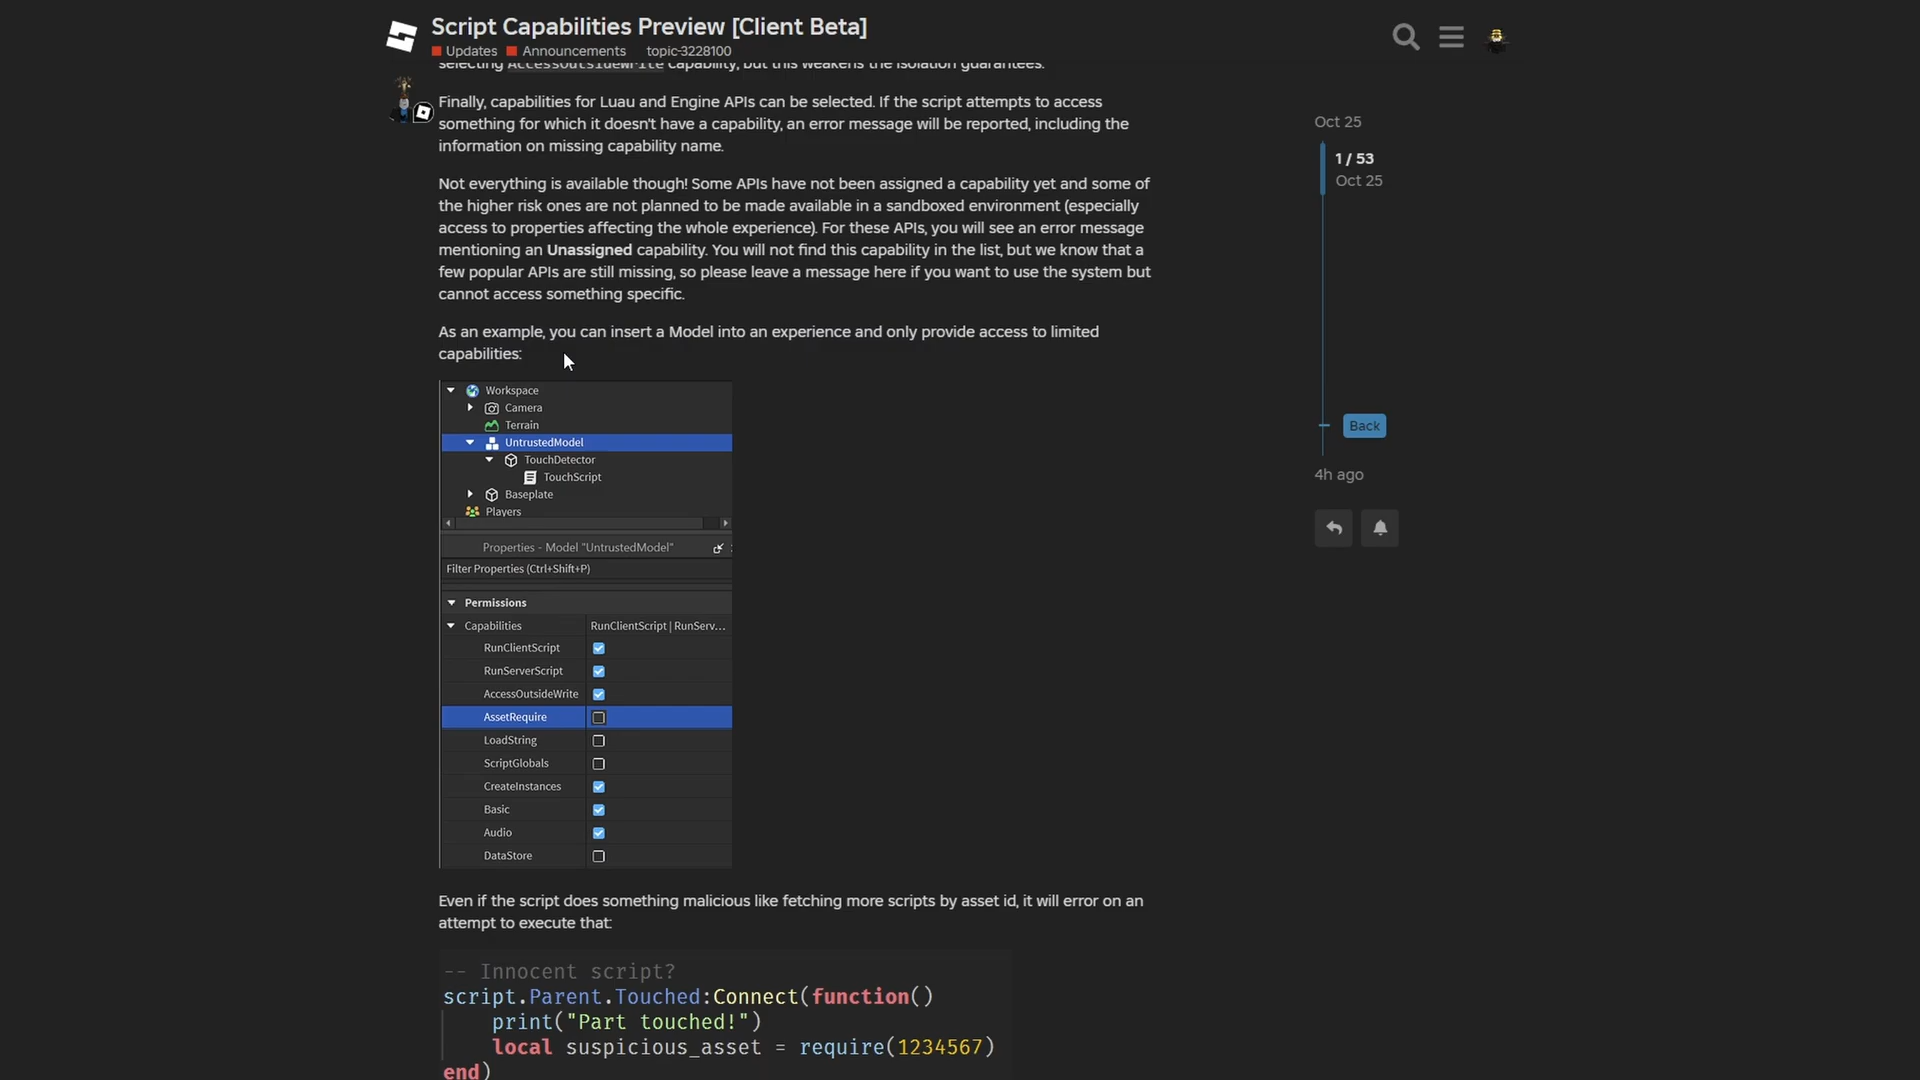 Script Capabilities Preview [Client Beta]
Updates Announcements topic-3228100
selecting AccessOutsideWrite capability, but this weakens the isolation guarantees.
Finally, capabilities for Luau and Engine APIs can be selected. If the script attempts to access
something for which it doesn't have a capability, an error message will be reported, including the
information on missing capability name.
Not everything is available though! Some APIs have not been assigned a capability yet and some of
the higher risk ones are not planned to be made available in a sandboxed environment (especially
access to properties affecting the whole experience). For these APIs, you will see an error message
mentioning an Unassigned capability. You will not find this capability in the list, but we know that a
few popular APIs are still missing, so please leave a message here if you want to use the system but
cannot access something specific.
As an example, you can insert a Model into an experience and only provide access to limited
capabilities:
Workspace
Camera
Terrain
UntrustedModel
TouchDetector
TouchScript
Baseplate
Players
Properties - Model "UntrustedModel"
Filter Properties (Ctrl+Shift+P)
Permissions
Capabilities RunClientScript | RunServ...
RunClientScript
RunServerScript
AccessOutsideWrite
AssetRequire
LoadString
ScriptGlobals
CreateInstances
Basic
Audio
DataStore
Even if the script does something malicious like fetching more scripts by asset id, it will error on an
attempt to execute that:
-- Innocent script?
script.Parent.Touched:Connect(function()
print("Part touched!")
local suspicious_asset = require(1234567)
end)
Oct 25
1 / 53
Oct 25
Back
4h ago